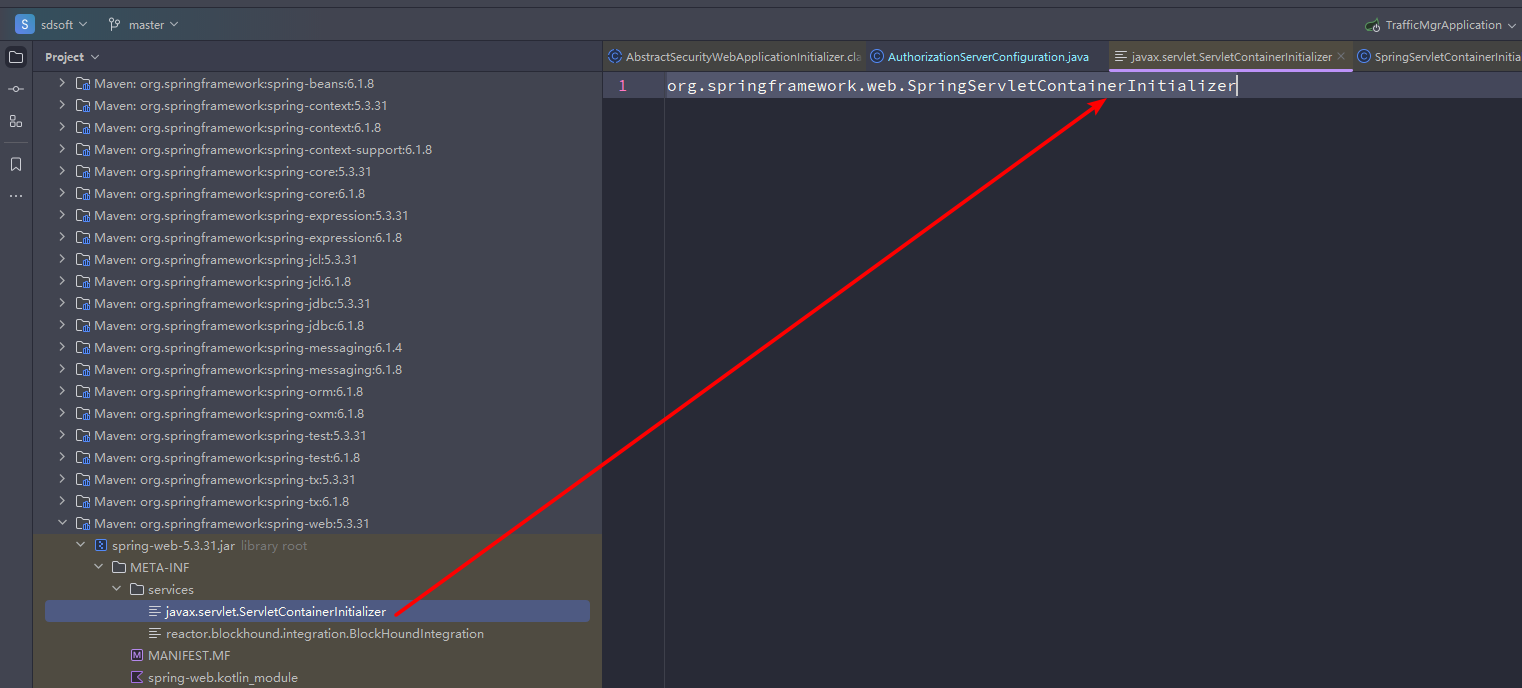 S sdsoft master TrafficMgrApplication
Project
AbstractSecurityWebApplicationInitializer.cla AuthorizationServerConfiguration.java javax.servlet.ServletContainerInitializer SpringServletContainerInitia
1 org.springframework.web.SpringServletContainerInitializer
Maven: org.springframework:spring-beans:6.1.8
Maven: org.springframework:spring-context:5.3.31
Maven: org.springframework:spring-context:6.1.8
Maven: org.springframework:spring-context-support:6.1.8
Maven: org.springframework:spring-core:5.3.31
Maven: org.springframework:spring-core:6.1.8
Maven: org.springframework:spring-expression:5.3.31
Maven: org.springframework:spring-expression:6.1.8
Maven: org.springframework:spring-jcl:5.3.31
Maven: org.springframework:spring-jcl:6.1.8
Maven: org.springframework:spring-jdbc:5.3.31
Maven: org.springframework:spring-jdbc:6.1.8
Maven: org.springframework:spring-messaging:6.1.4
Maven: org.springframework:spring-messaging:6.1.8
Maven: org.springframework:spring-orm:6.1.8
Maven: org.springframework:spring-oxm:6.1.8
Maven: org.springframework:spring-test:5.3.31
Maven: org.springframework:spring-test:6.1.8
Maven: org.springframework:spring-tx:5.3.31
Maven: org.springframework:spring-tx:6.1.8
Maven: org.springframework:spring-web:5.3.31
spring-web-5.3.31.jar library root
META-INF
services
javax.servlet.ServletContainerInitializer
reactor.blockhound.integration.BlockHoundIntegration
MANIFEST.MF
spring-web.kotlin_module